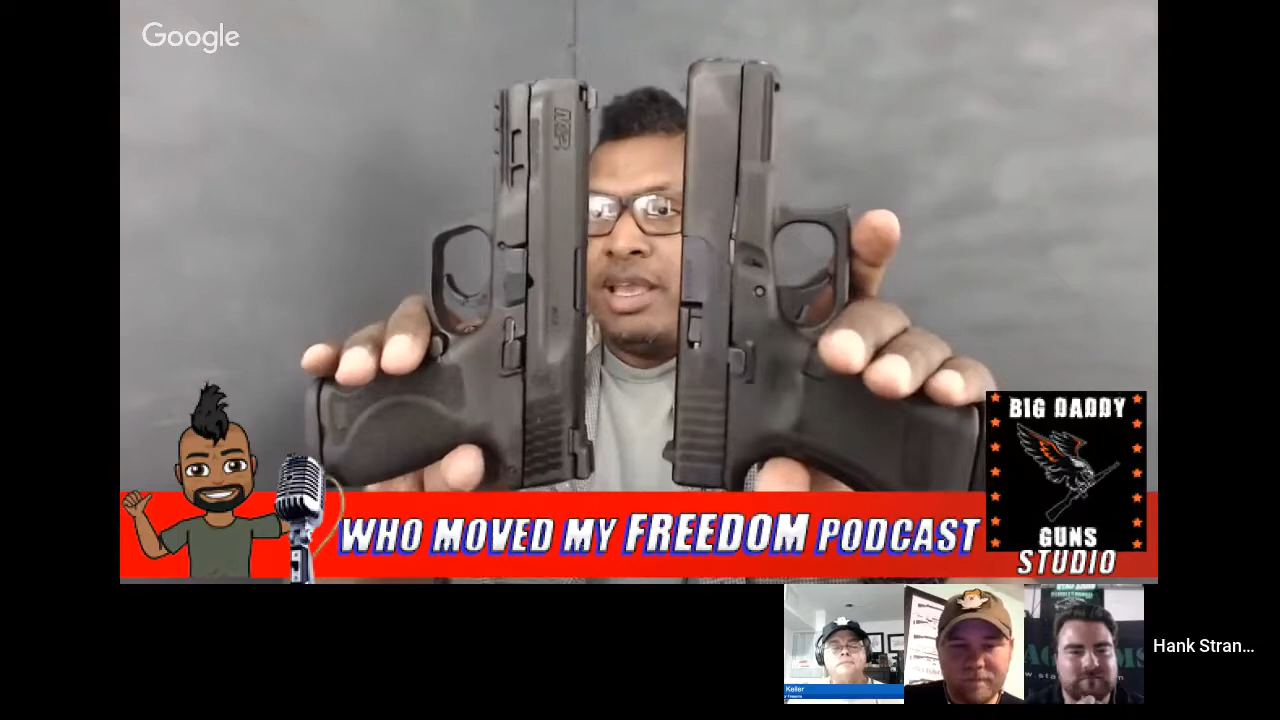 Google
M&P
WHO MOVED MY FREEDOM PODCAST
BIG DADDY
GUNS
STUDIO
Keller
Hank Stran...